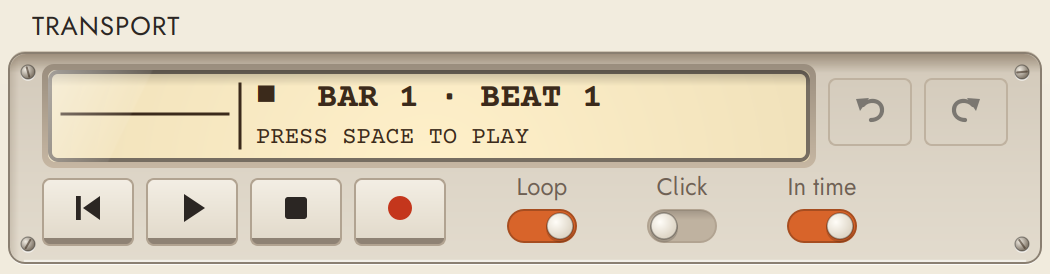 TRANSPORT
BAR 1 · BEAT 1
PRESS SPACE TO PLAY
Loop
Click
In time